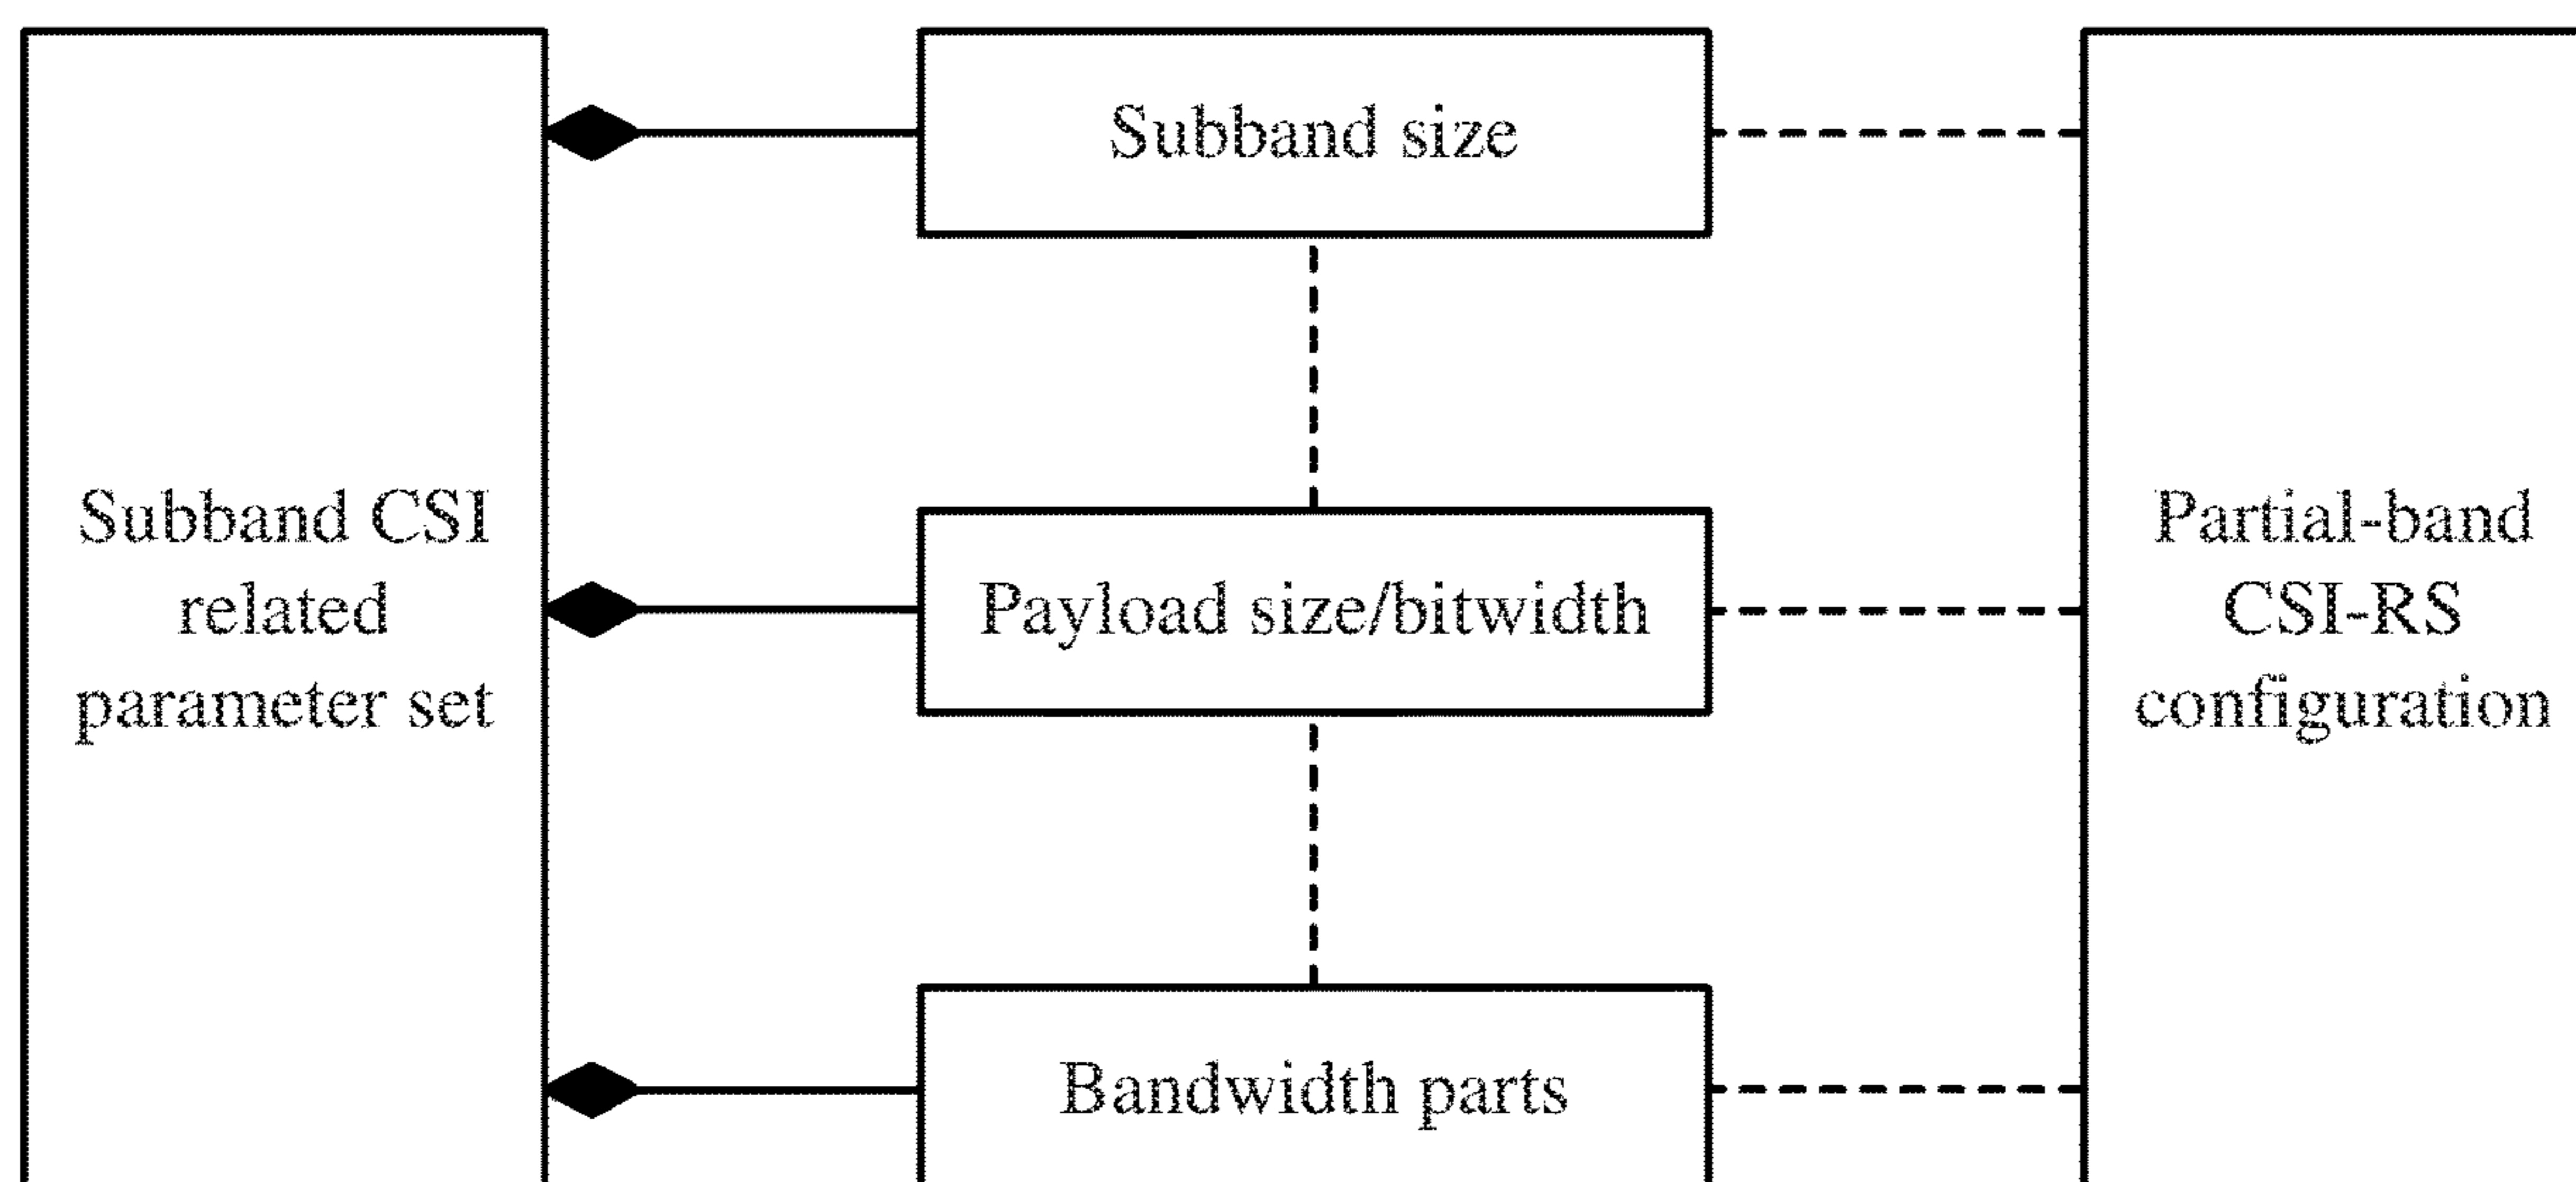 Subband CSI
related
parameter set
Subband size
Payload size/bitwidth
Bandwidth parts
Partial-band
CSI-RS
configuration